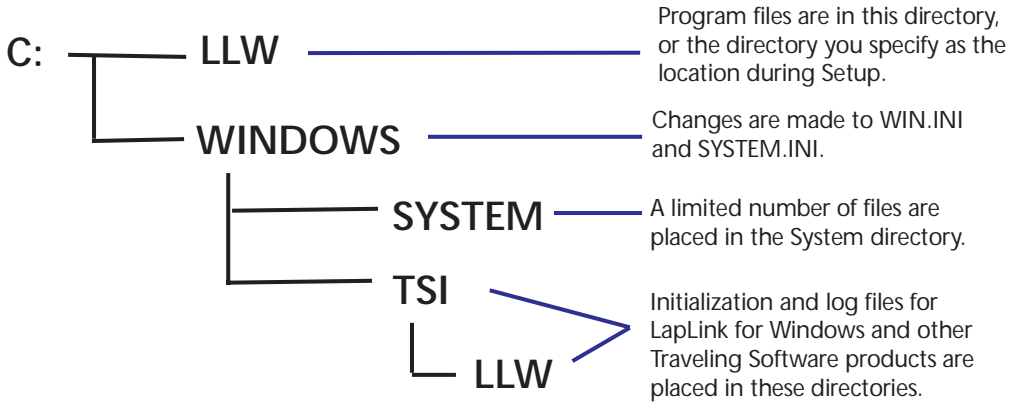 C:
LLW
Program files are in this directory,
or the directory you specify as the
location during Setup.
WINDOWS
Changes are made to WIN.INI
and SYSTEM.INI.
SYSTEM
A limited number of files are
placed in the System directory.
TSI
LLW
Initialization and log files for
LapLink for Windows and other
Traveling Software products are
placed in these directories.